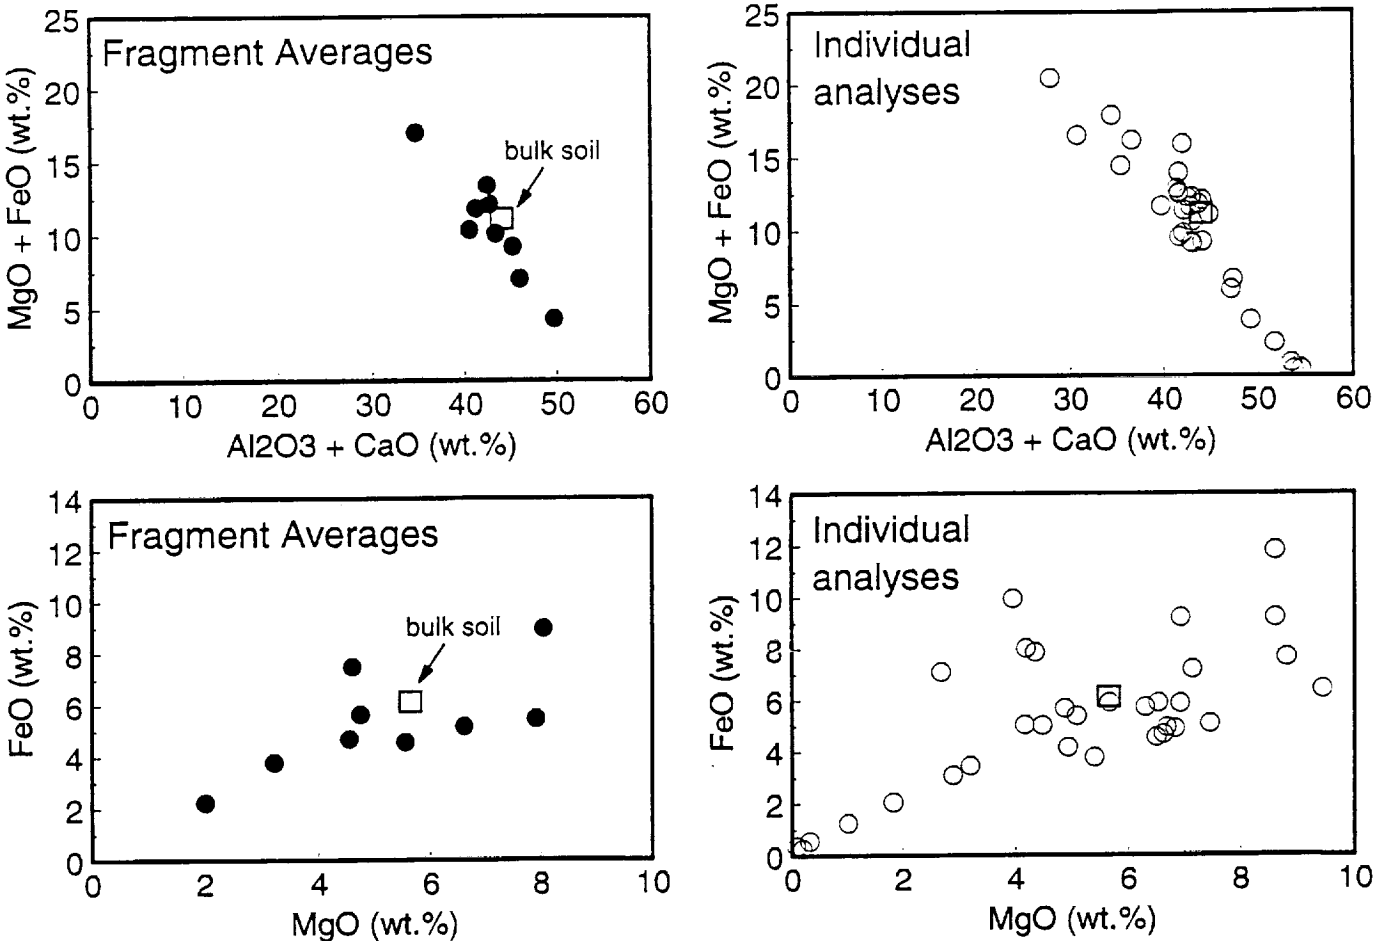 25
Fragment Averages
20
15
bulk soil
10
5
0
MgO + FeO (wt.%)
0 10 20 30 40 50 60
Al2O3 + CaO (wt.%)
25
Individual
analyses
20
15
10
5
0
MgO + FeO (wt.%)
0 10 20 30 40 50 60
Al2O3 + CaO (wt.%)
14
Fragment Averages
12
10
bulk soil
8
6
4
2
0
FeO (wt.%)
0 2 4 6 8 10
MgO (wt.%)
14
Individual
analyses
12
10
8
6
4
2
0
FeO (wt.%)
0 2 4 6 8 10
MgO (wt.%)